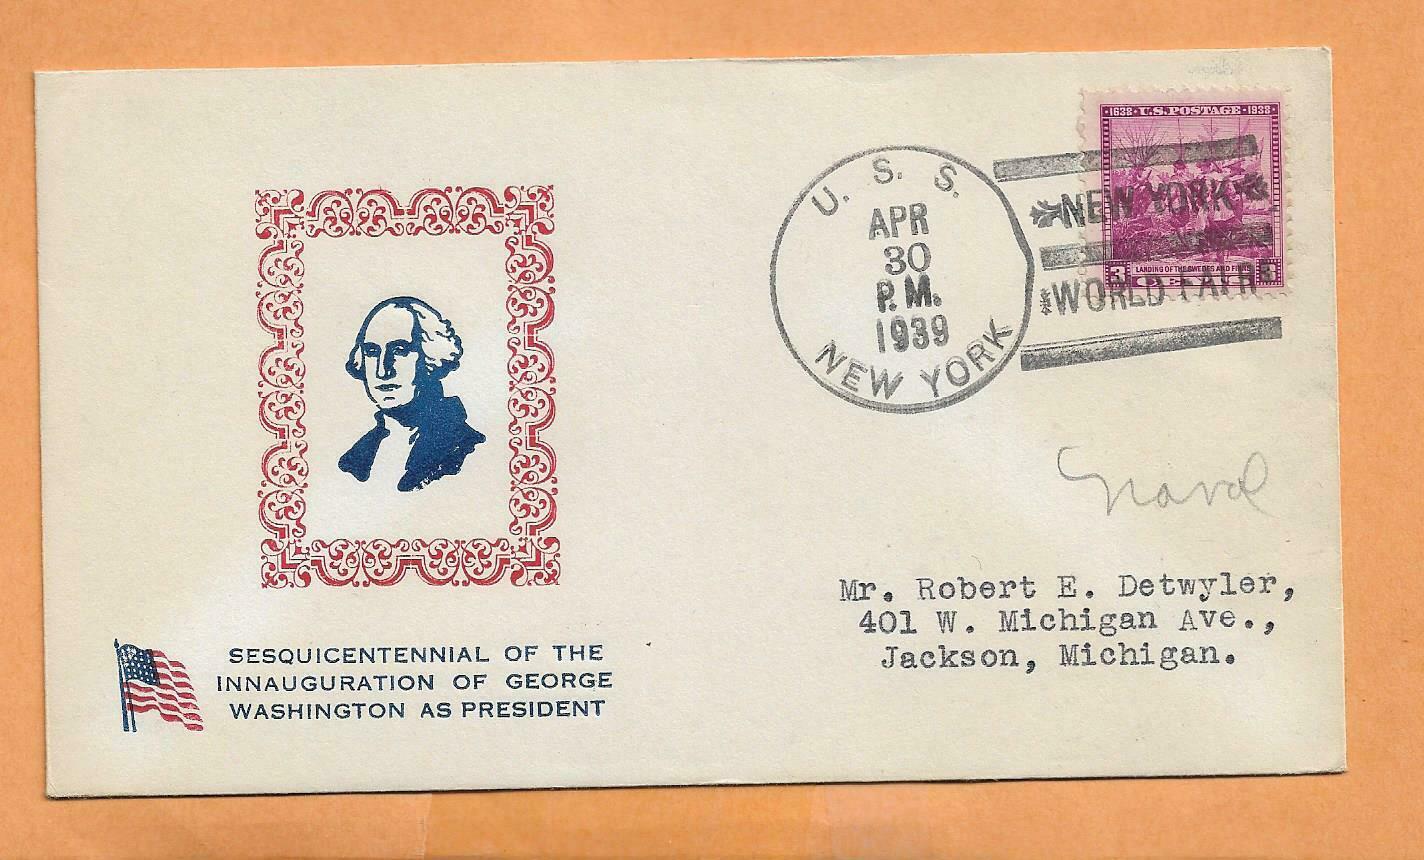 1638 · U.S. POSTAGE · 1938
U. S. S.
APR
30
P.M.
1939
NEW YORK
NEW YORK
WORLD FAIR
LANDING OF THE SWEDES AND FINNS
3 3
Mr. Robert E. Detwyler,
401 W. Michigan Ave.,
Jackson, Michigan.
SESQUICENTENNIAL OF THE
INNAUGURATION OF GEORGE
WASHINGTON AS PRESIDENT